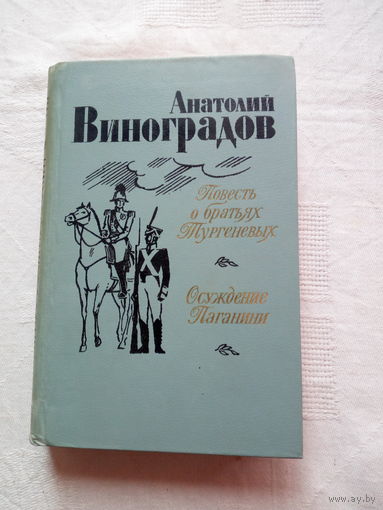 Анатолий
Виноградов
Повесть
о братьях
Тургеневых
Осуждение
Паганини
www.ay.by